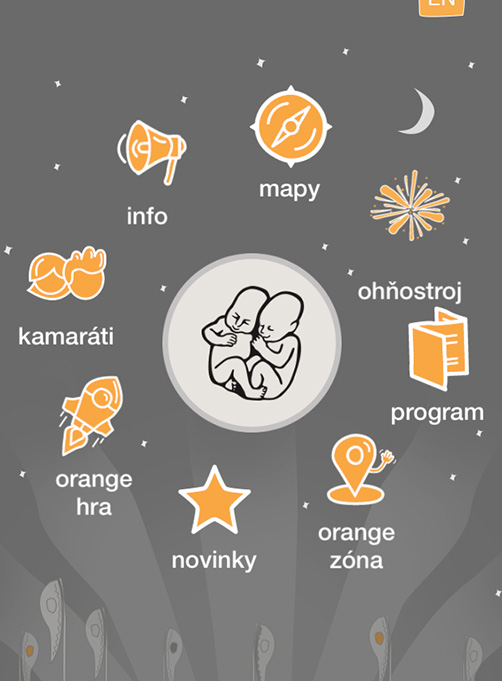 EN
mapy
info
ohňostroj
kamaráti
program
orange
hra
orange
zóna
novinky